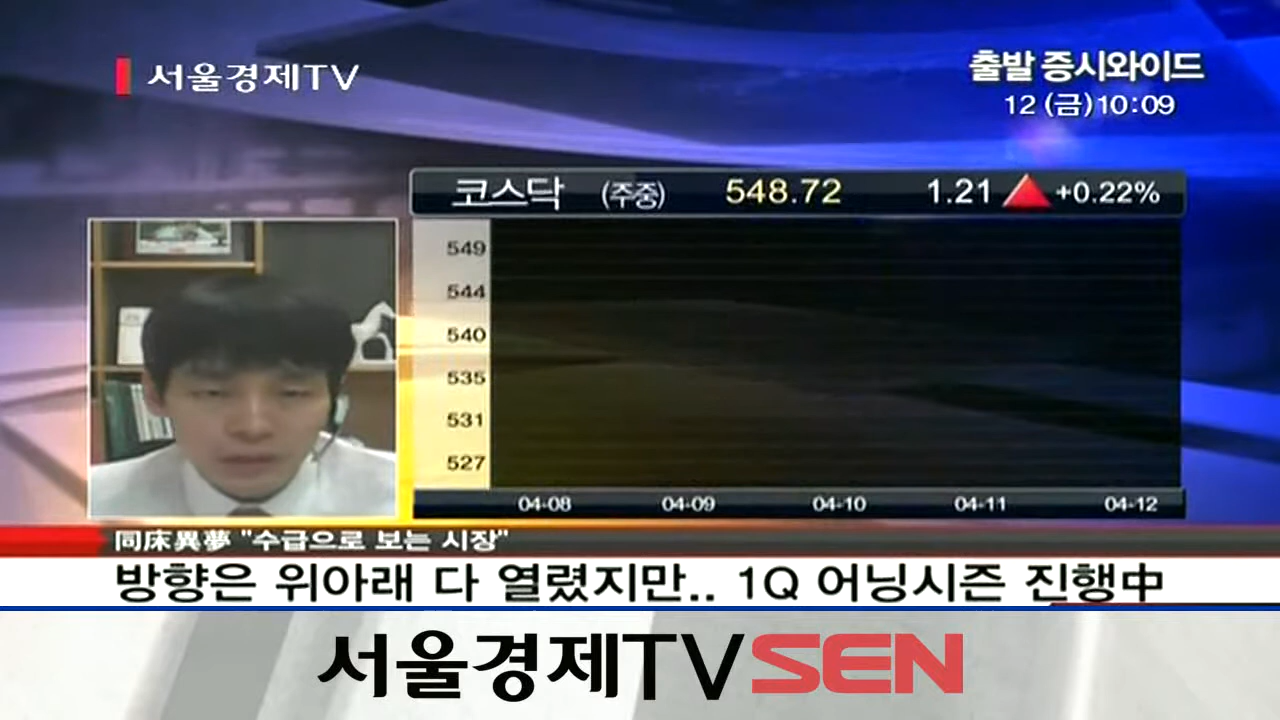 서울경제TV
출발 증시와이드
12 (금) 10:09
코스닥 (주중) 548.72 1.21 ▲ +0.22%
549
544
540
535
531
527
04-08 04-09 04-10 04-11 04-12
同床異夢 "수급으로 보는 시장"
방향은 위아래 다 열렸지만.. 1Q 어닝시즌 진행中
서울경제TV SEN